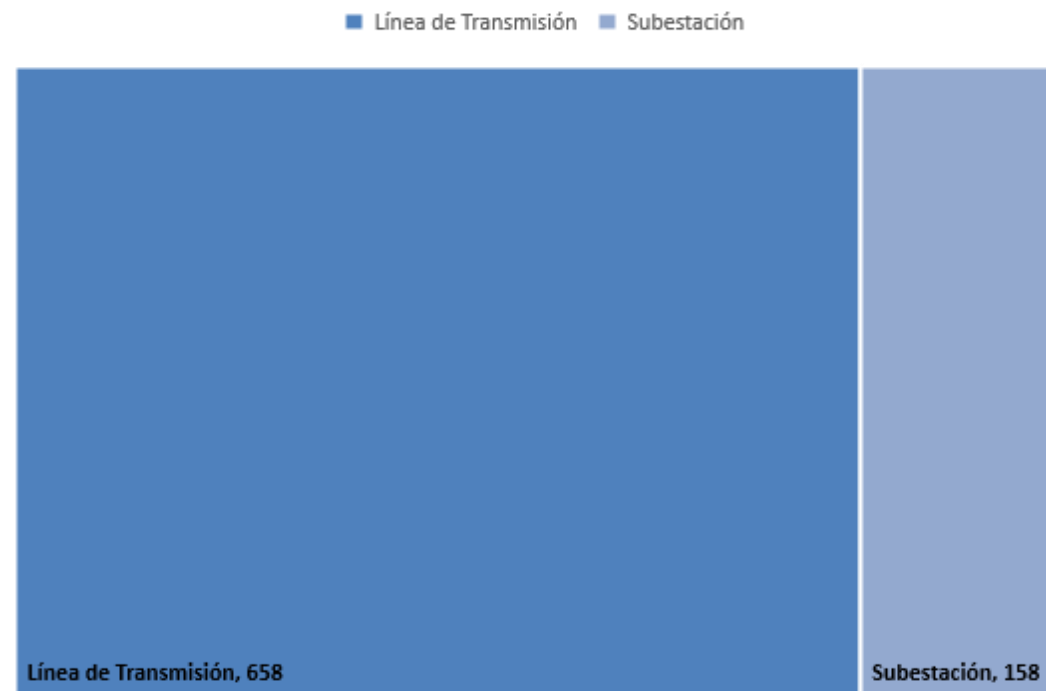 Línea de Transmisión Subestación
Línea de Transmisión, 658
Subestación, 158